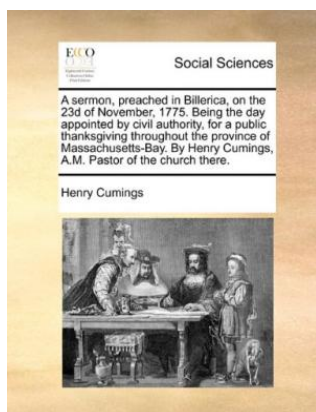 ECCO
Social Sciences
A sermon, preached in Billerica, on the
23d of November, 1775. Being the day
appointed by civil authority, for a public
thanksgiving throughout the province of
Massachusetts-Bay. By Henry Cumings,
A.M. Pastor of the church there.
Henry Cumings